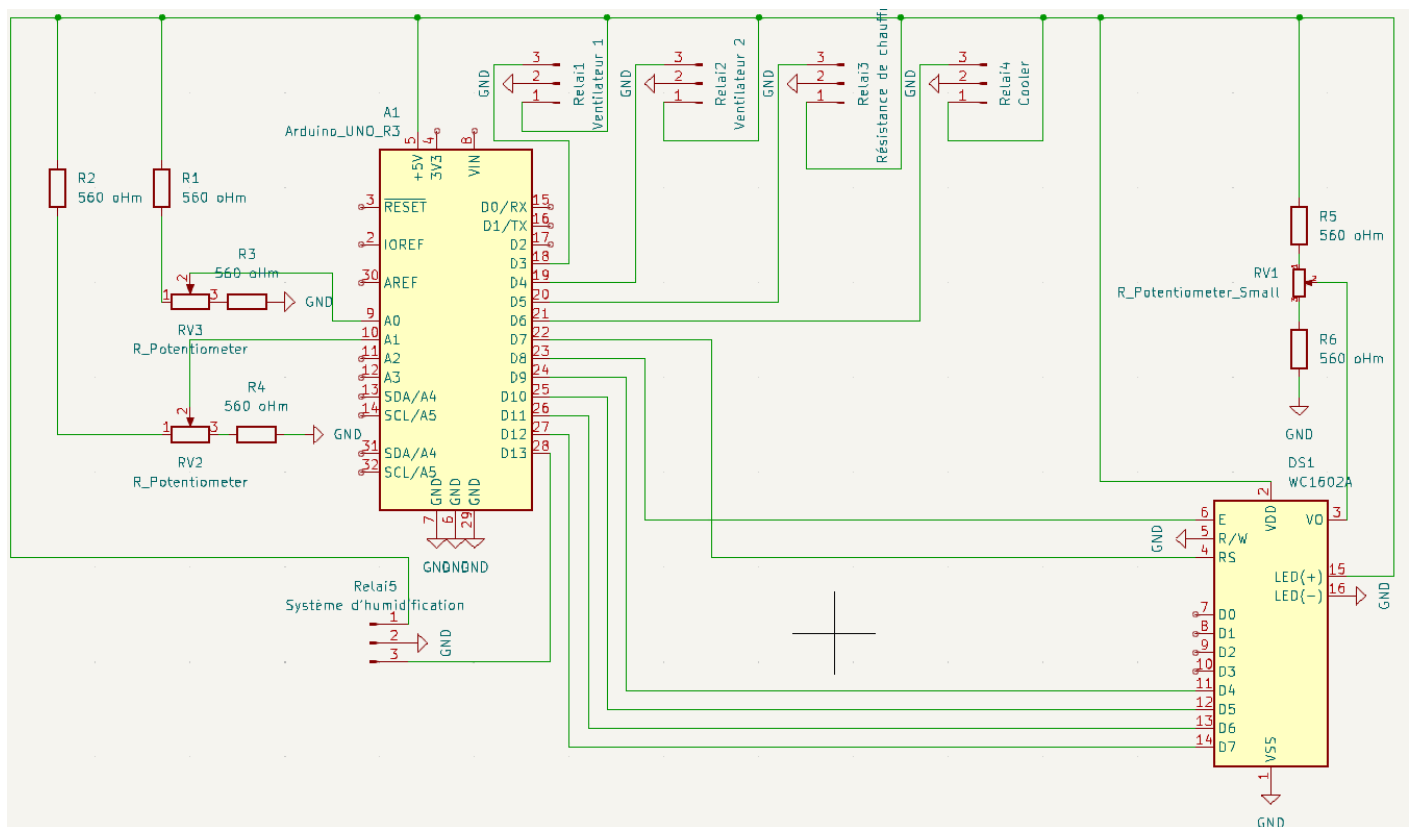 GND
3
2
1
Relai1
Ventilateur 1
GND
3
2
1
Relai2
Ventilateur 2
GND
3
2
1
Relai3
GND
3
2
1
Relai4
Cooler
Résistance de chauff
A1
Arduino_UNO_R3
5
4
8
+5V
3V3
VIN
R2
560 oHm
R1
560 oHm
3
RESET
2
IOREF
30
AREF
9
A0
10
A1
11
A2
12
A3
13
SDA/A4
14
SCL/A5
31
SDA/A4
32
SCL/A5
D0/RX
15
D1/TX
16
D2
17
D3
18
D4
19
D5
20
D6
21
D7
22
D8
23
D9
24
D10
25
D11
26
D12
27
D13
28
GND
GND
GND
7
6
29
GND
GND
GND
R3
560 oHm
2
1
3
GND
RV3
R_Potentiometer
R4
560 oHm
2
1
3
GND
RV2
R_Potentiometer
R5
560 oHm
RV1
R_Potentiometer_Small
1
2
3
R6
560 oHm
GND
Relai5
Système d'humidification
1
2
3
GND
DS1
WC1602A
2
VDD
6
E
GND
5
R/W
4
RS
VO
3
LED(+)
15
LED(-)
16
GND
7
D0
8
D1
9
D2
10
D3
11
D4
12
D5
13
D6
14
D7
VSS
1
GND